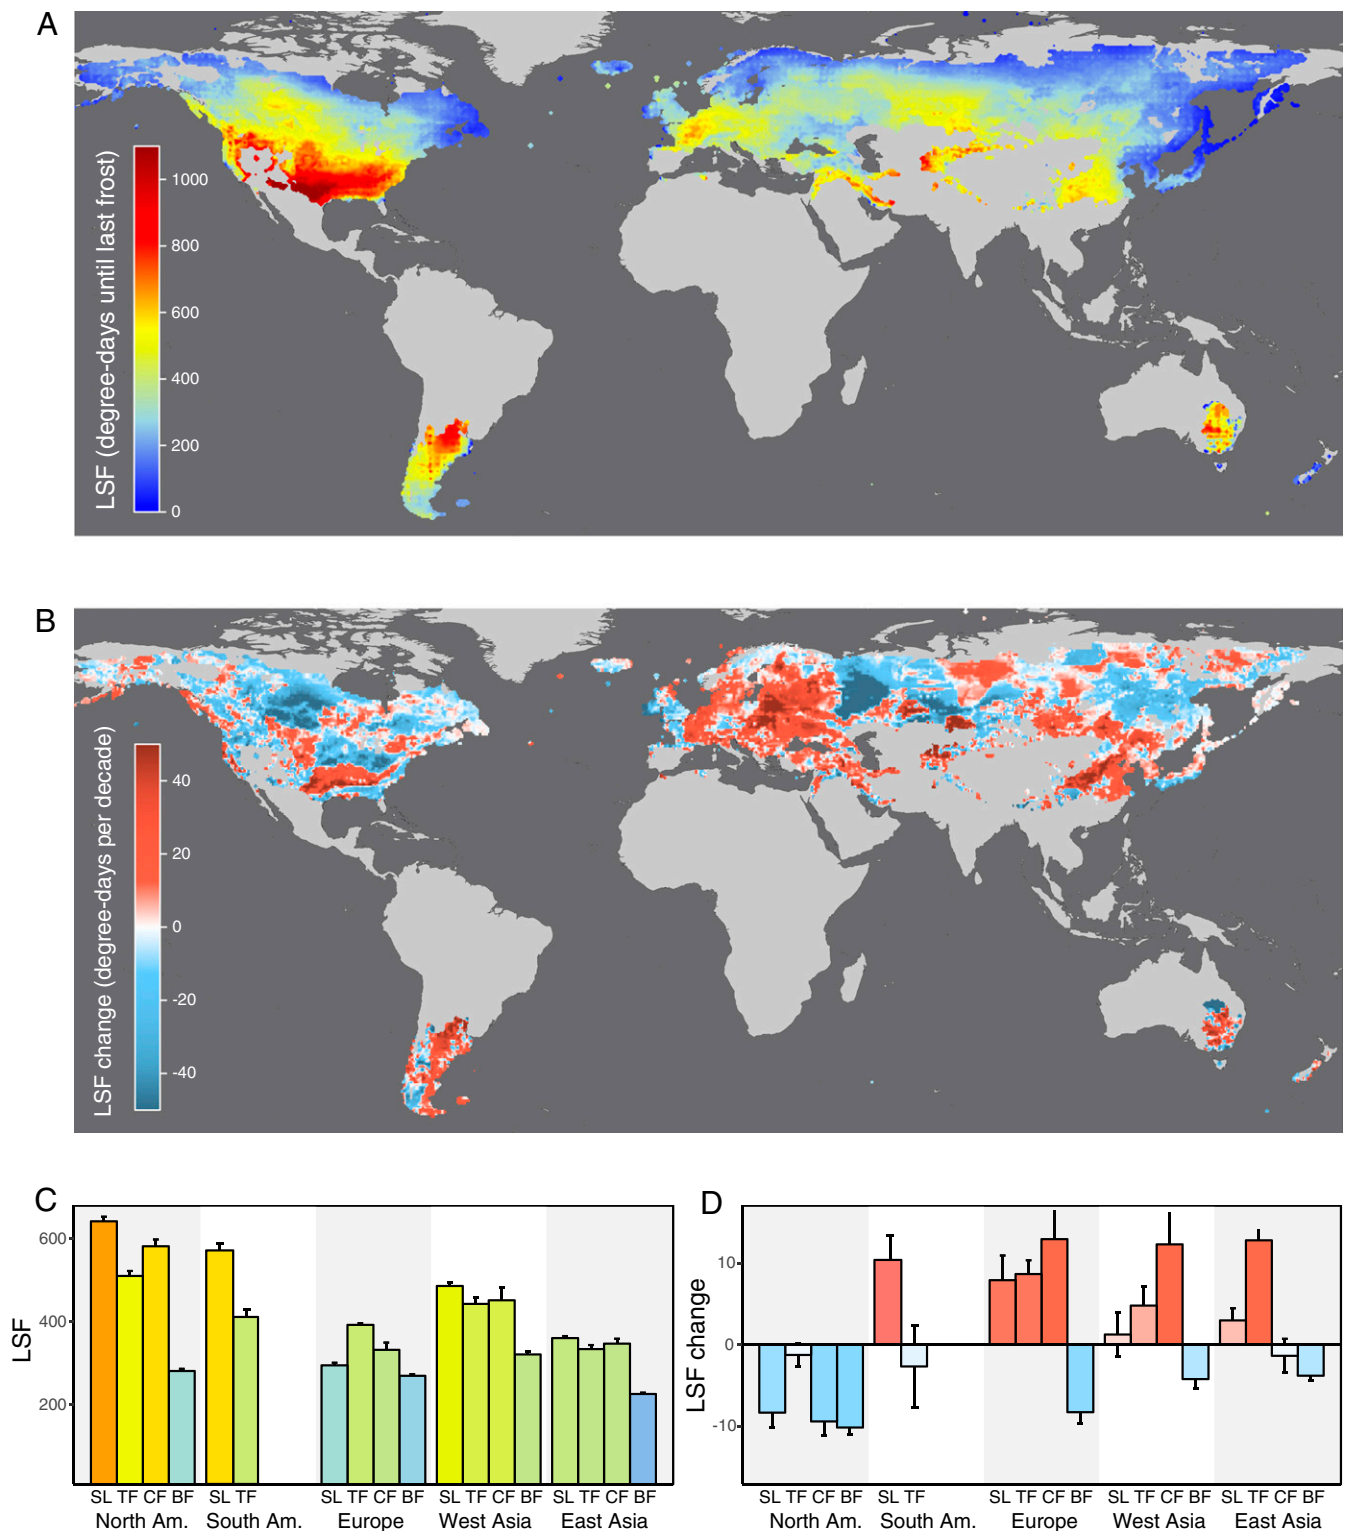 A
LSF (degree-days until last frost)
1000
800
600
400
200
0
B
LSF change (degree-days per decade)
40
20
0
-20
-40
C
LSF
600
400
200
SL TF CF BF SL TF SL TF CF BF SL TF CF BF SL TF CF BF
North Am. South Am. Europe West Asia East Asia
D
LSF change
10
0
-10
SL TF CF BF SL TF SL TF CF BF SL TF CF BF SL TF CF BF
North Am. South Am. Europe West Asia East Asia